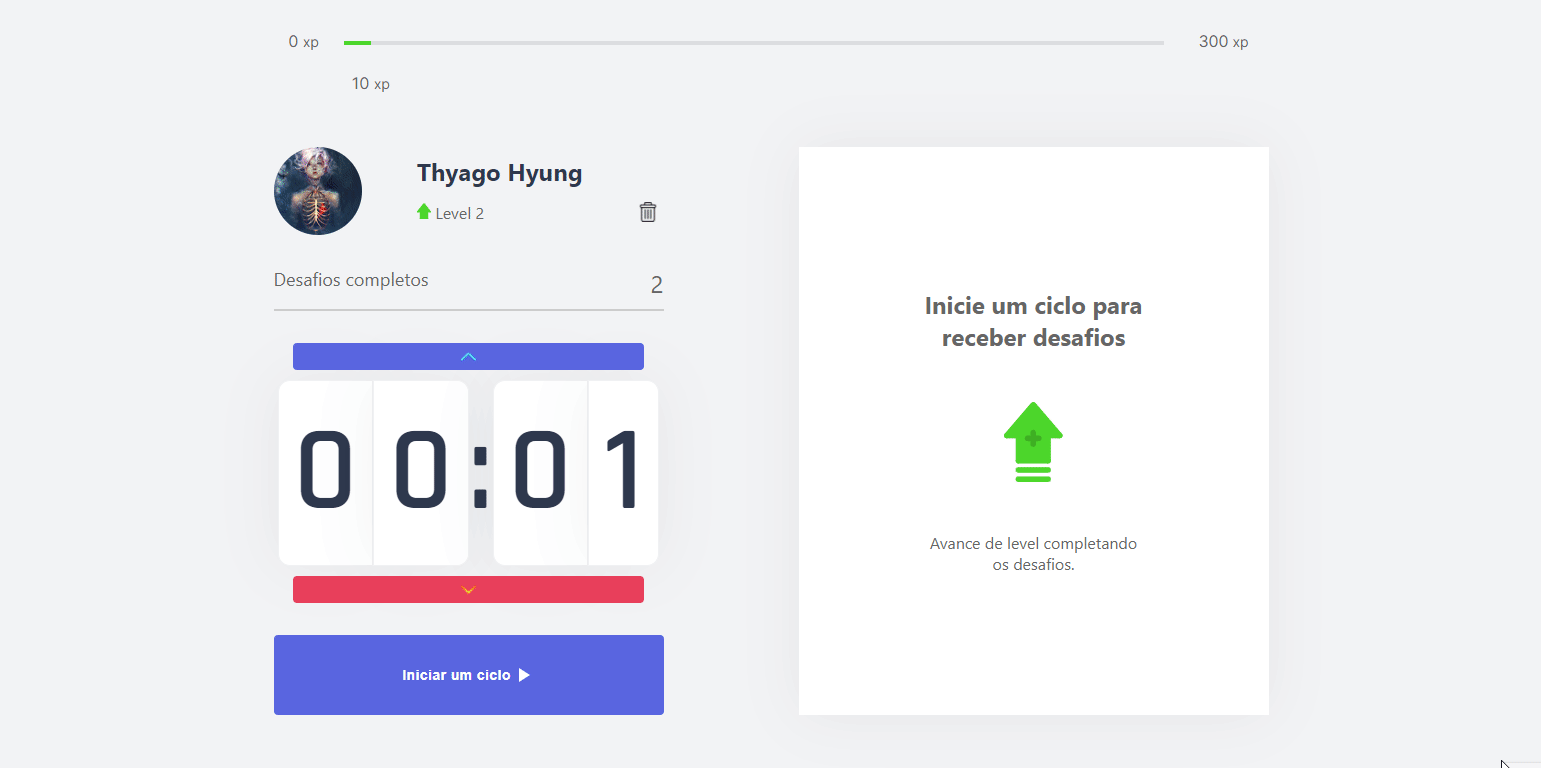 0 xp
300 xp
10 xp
Thyago Hyung
Level 2
Desafios completos
2
00:01
Iniciar um ciclo
Inicie um ciclo para
receber desafios
Avance de level completando
os desafios.